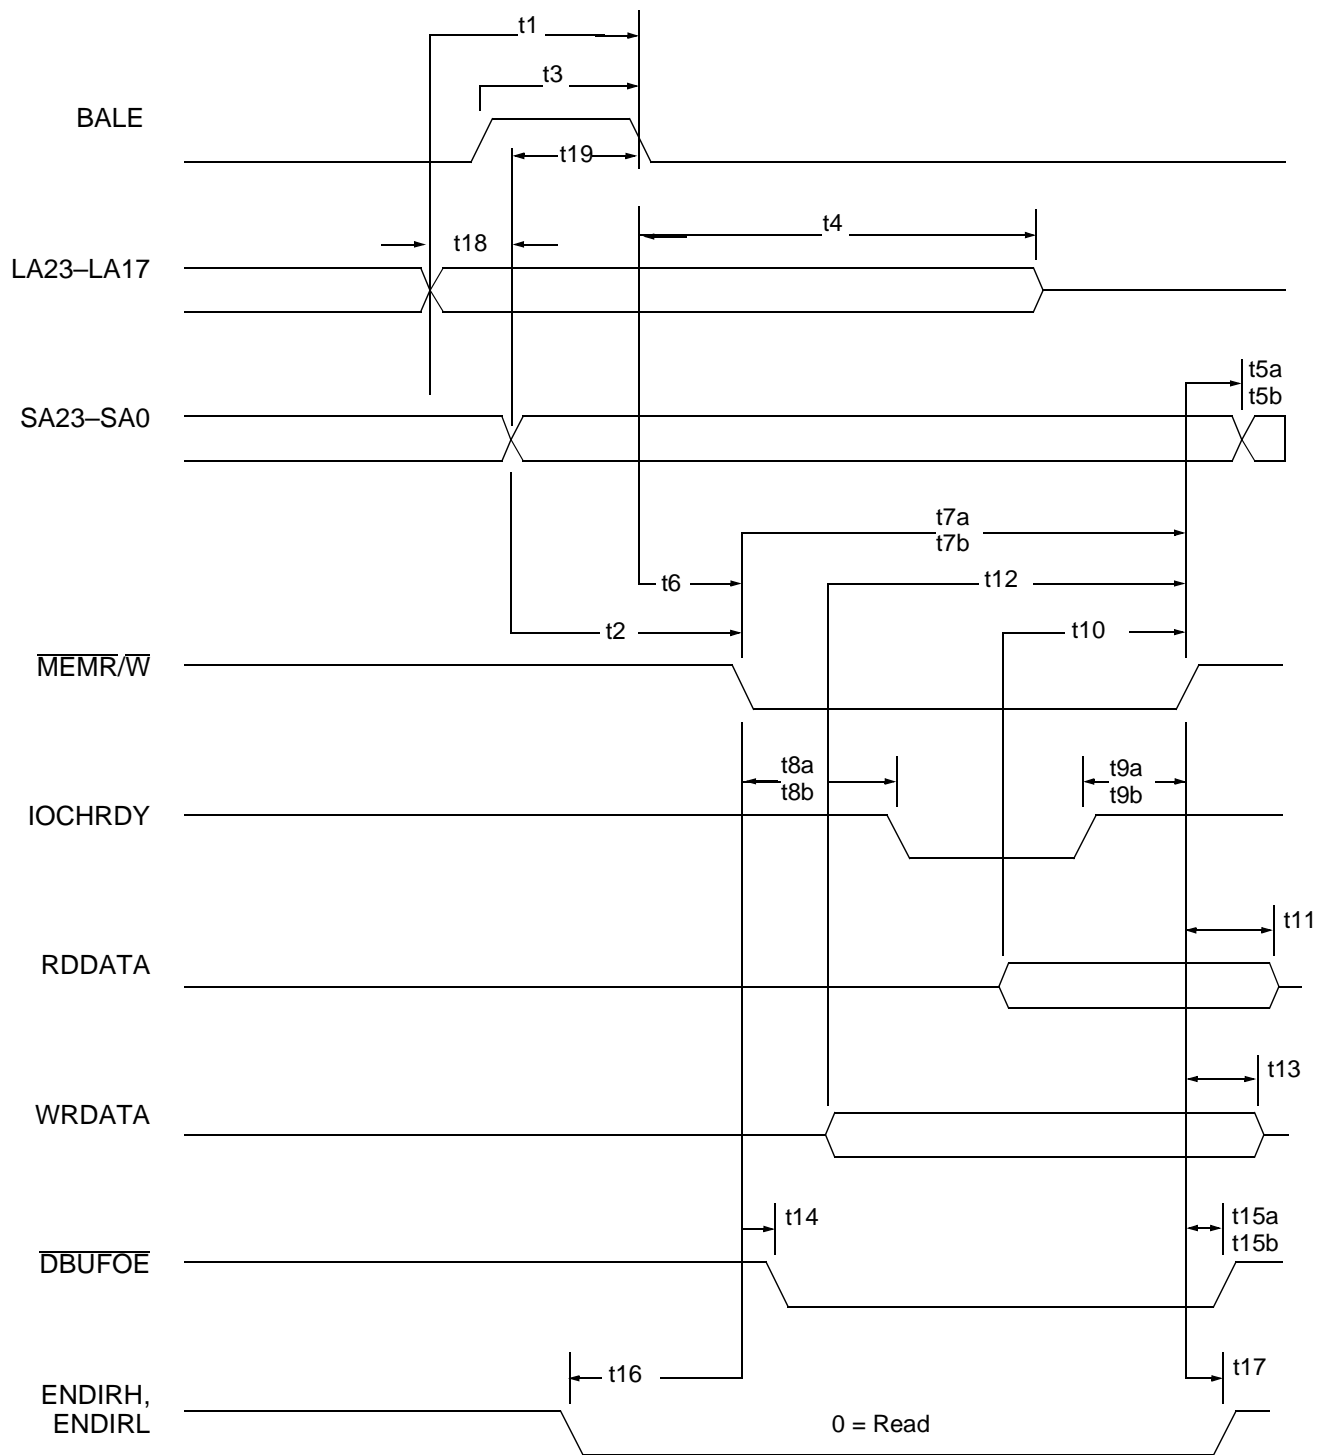 t1
t3
BALE
t19
t4
t18
LA23–LA17
t5a
t5b
SA23–SA0
t7a
t7b
t6
t12
t2
t10
MEMR/W
t8a
t8b
t9a
t9b
IOCHRDY
t11
RDDATA
t13
WRDATA
t14
t15a
t15b
DBUFOE
t16
t17
ENDIRH,
ENDIRL
0 = Read